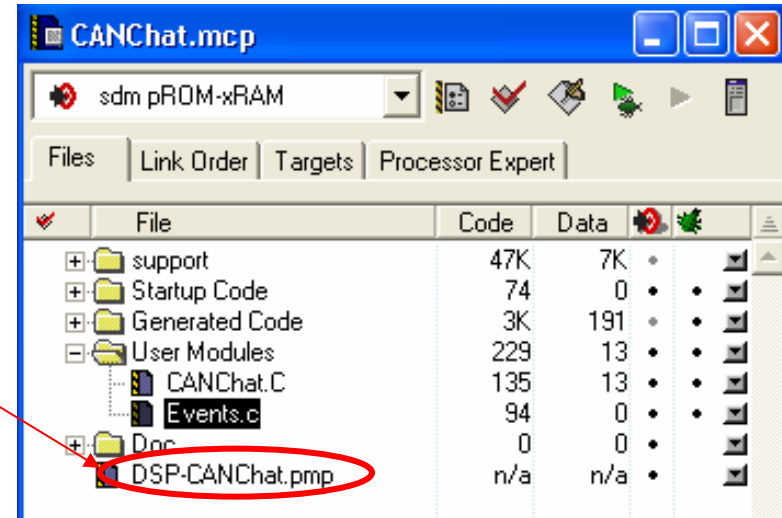 CANChat.mcp
sdm pROM-xRAM
Files Link Order Targets Processor Expert
File Code Data
support 47K 7K
Startup Code 74 0
Generated Code 3K 191
User Modules 229 13
CANChat.C 135 13
Events.c 94 0
Doc 0 0
DSP-CANChat.pmp n/a n/a